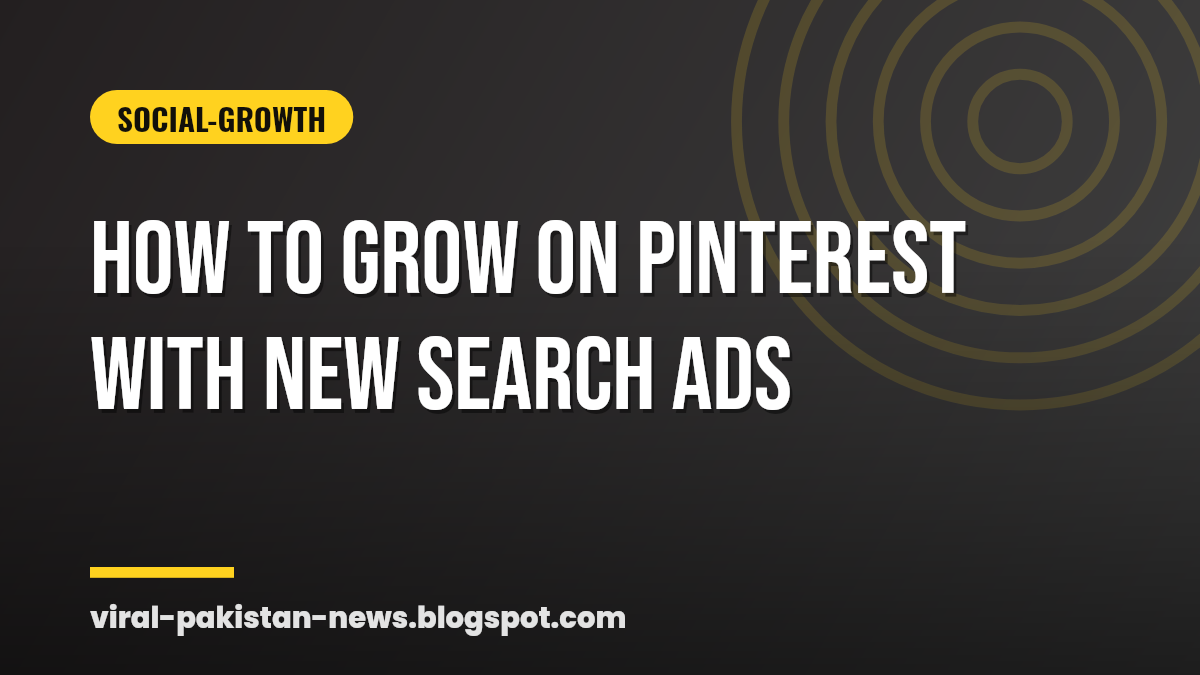 SOCIAL-GROWTH
HOW TO GROW ON PINTEREST
WITH NEW SEARCH ADS
viral-pakistan-news.blogspot.com